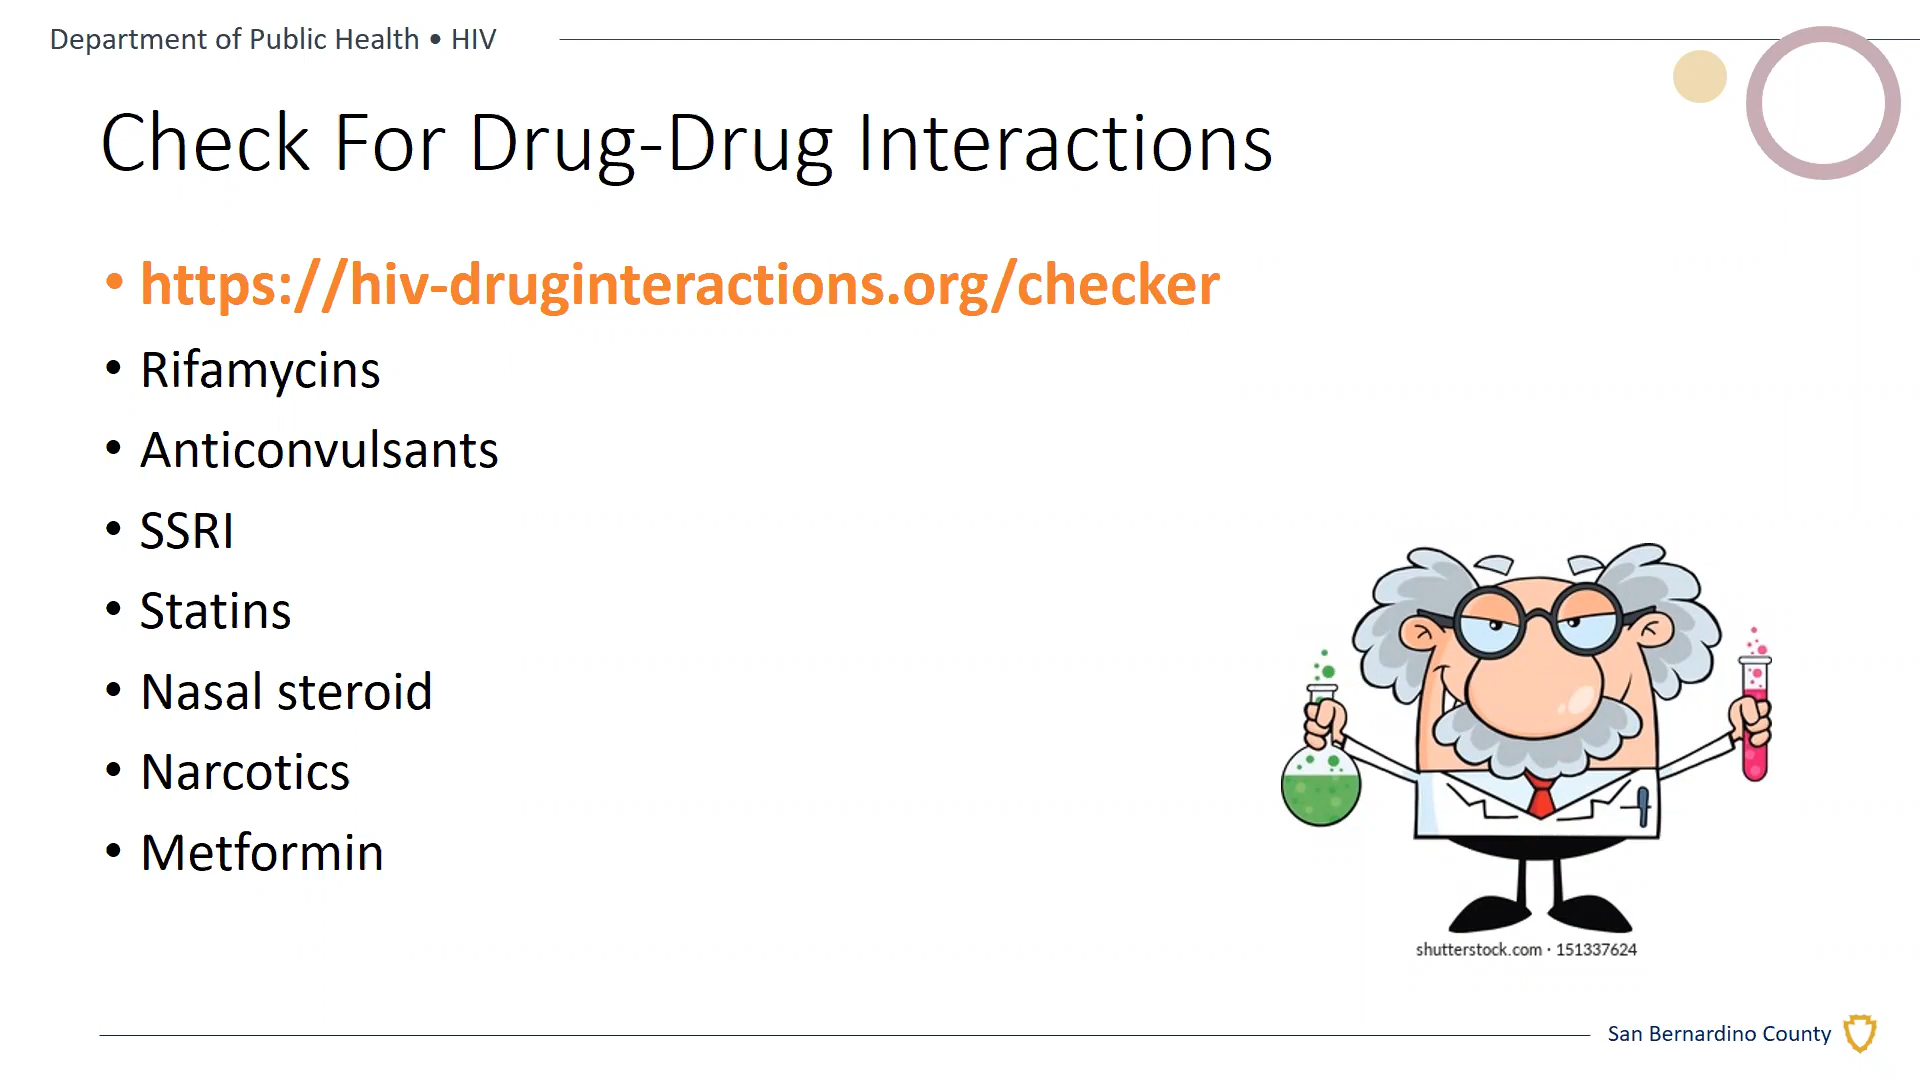 Department of Public Health • HIV
Check For Drug-Drug Interactions
• https://hiv-druginteractions.org/checker
• Rifamycins
• Anticonvulsants
• SSRI
• Statins
• Nasal steroid
• Narcotics
• Metformin
shutterstock.com · 151337624
San Bernardino County